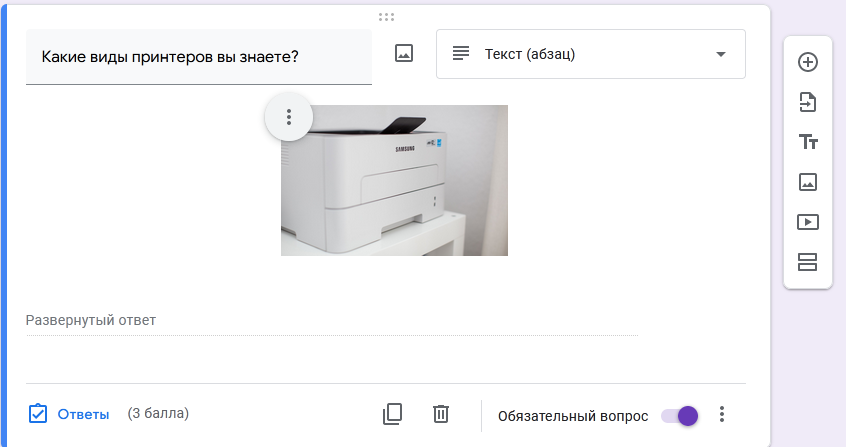 Какие виды принтеров вы знаете?
Текст (абзац)
SAMSUNG
Развернутый ответ
Ответы (3 балла)
Обязательный вопрос